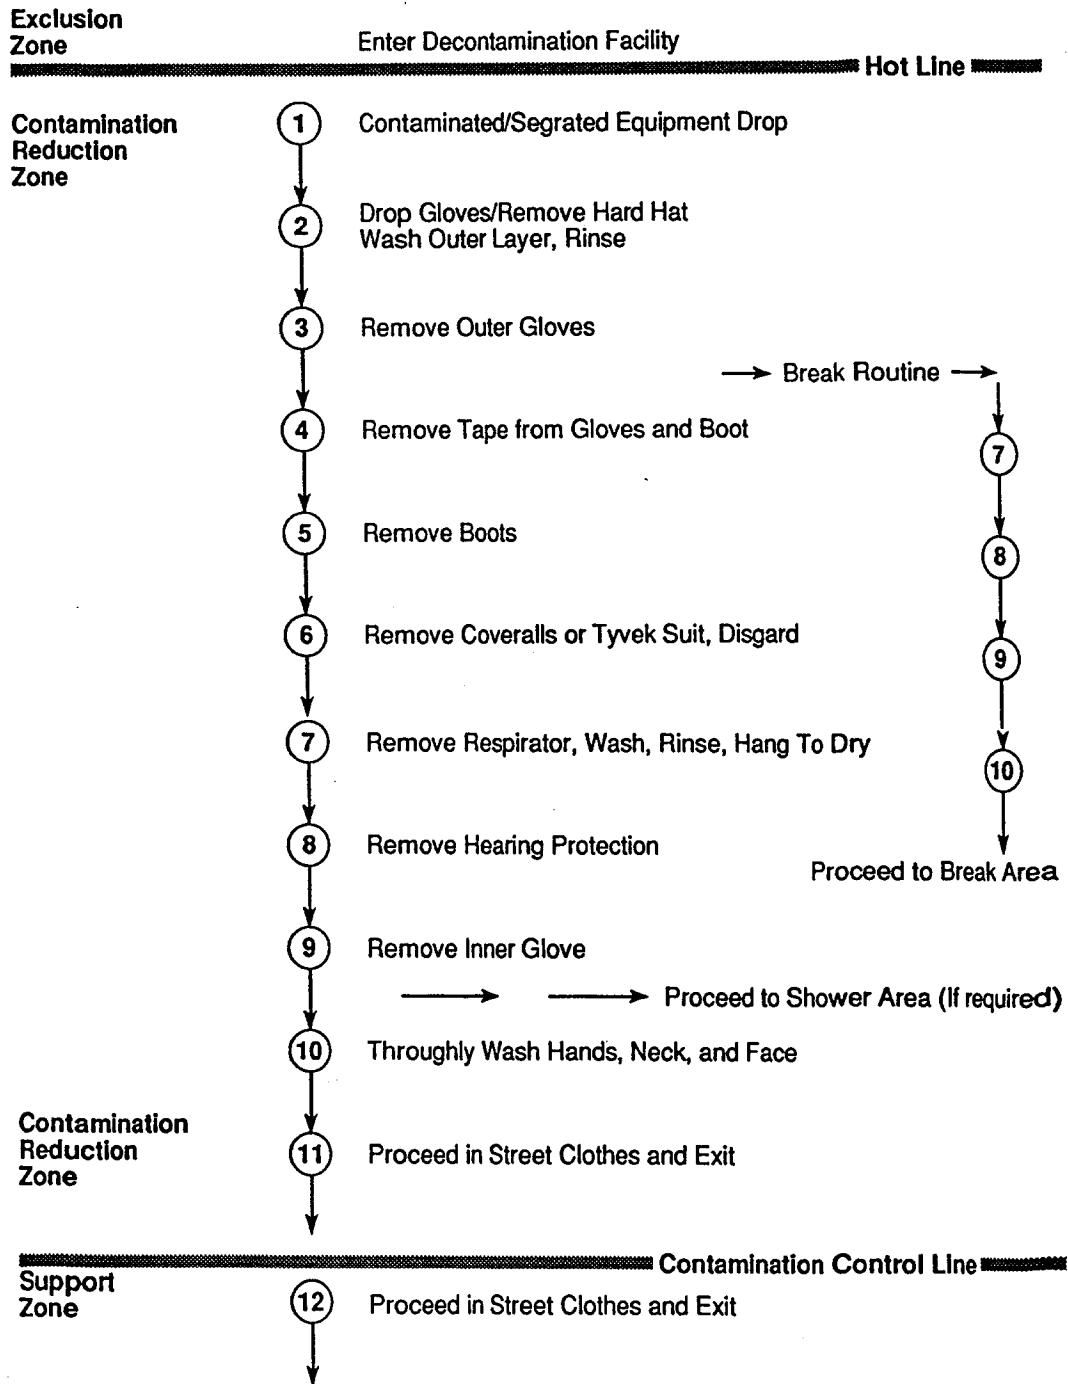 Exclusion
Zone
Enter Decontamination Facility
Hot Line
Contamination
Reduction
Zone
1
Contaminated/Segrated Equipment Drop
2
Drop Gloves/Remove Hard Hat
Wash Outer Layer, Rinse
3
Remove Outer Gloves
Break Routine
4
Remove Tape from Gloves and Boot
7
5
Remove Boots
8
6
Remove Coveralls or Tyvek Suit, Disgard
9
7
Remove Respirator, Wash, Rinse, Hang To Dry
10
8
Remove Hearing Protection
Proceed to Break Area
9
Remove Inner Glove
Proceed to Shower Area (If required)
10
Throughly Wash Hands, Neck, and Face
Contamination
Reduction
Zone
11
Proceed in Street Clothes and Exit
Contamination Control Line
Support
Zone
12
Proceed in Street Clothes and Exit